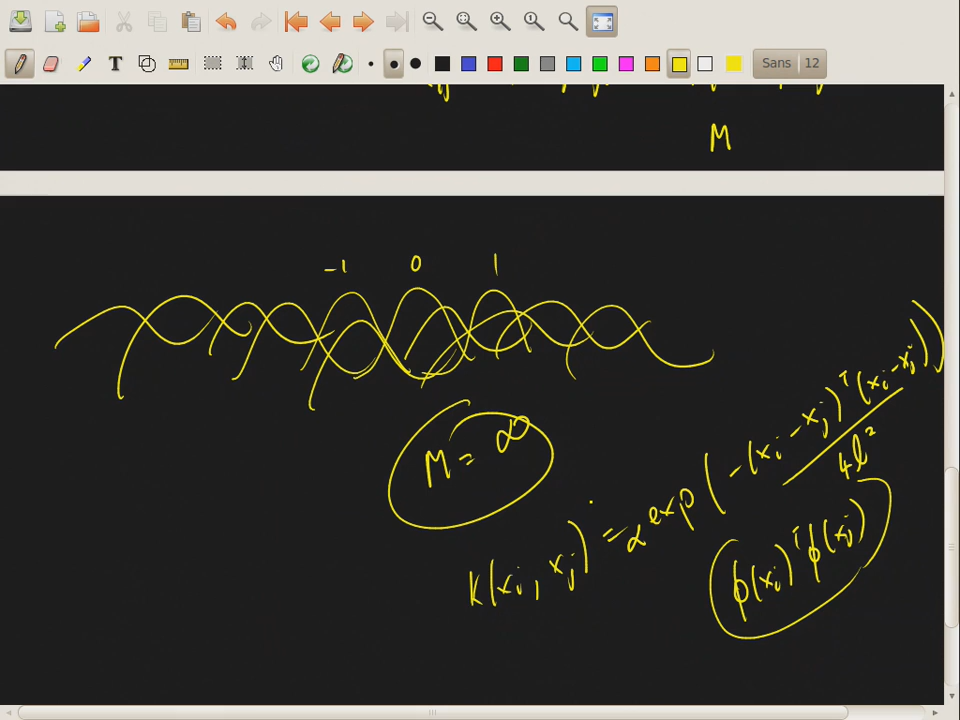 Sans 12
M
-1 0 1
M = ∞
k(xi, xj) = α exp(-(xi - xj)ᵀ(xi - xj)) / 4l²
φ(xi)ᵀφ(xj)